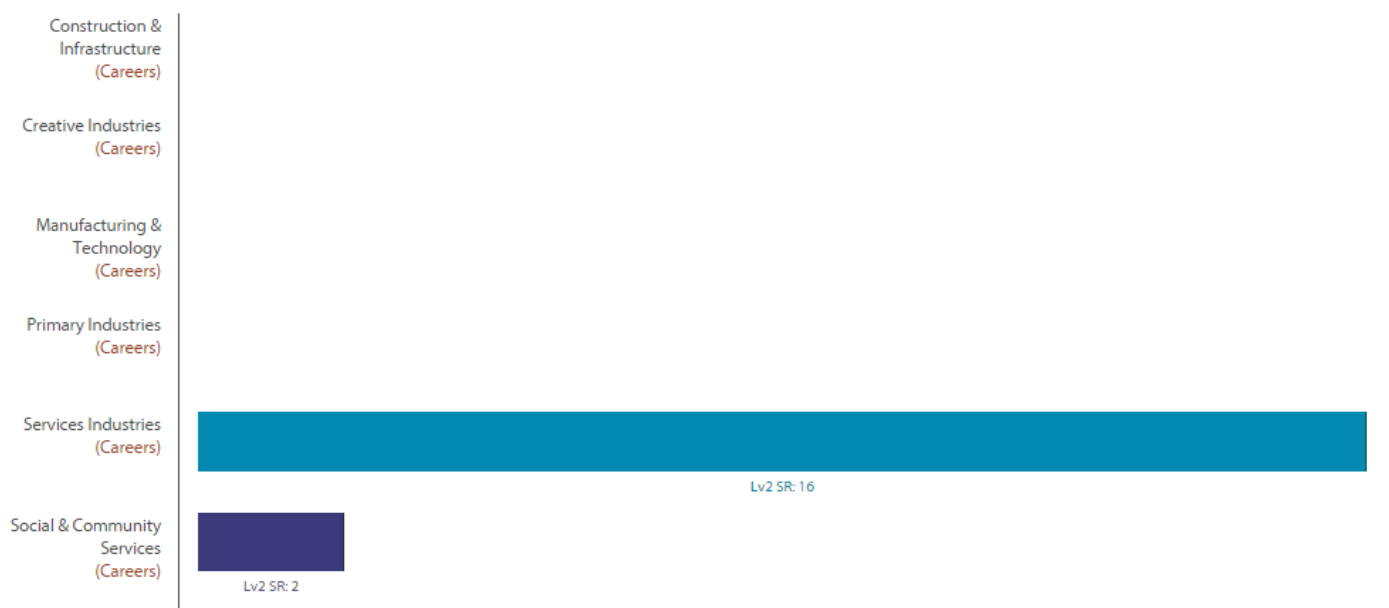 Construction &
Infrastructure
(Careers)
Creative Industries
(Careers)
Manufacturing &
Technology
(Careers)
Primary Industries
(Careers)
Services Industries
(Careers)
Lv2 SR: 16
Social & Community
Services
(Careers)
Lv2 SR: 2